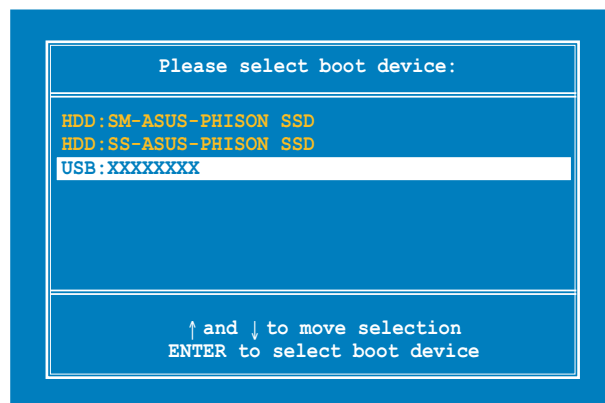 Please select boot device:
HDD:SM-ASUS-PHISON SSD
HDD:SS-ASUS-PHISON SSD
USB:XXXXXXXX
↑ and ↓ to move selection
ENTER to select boot device